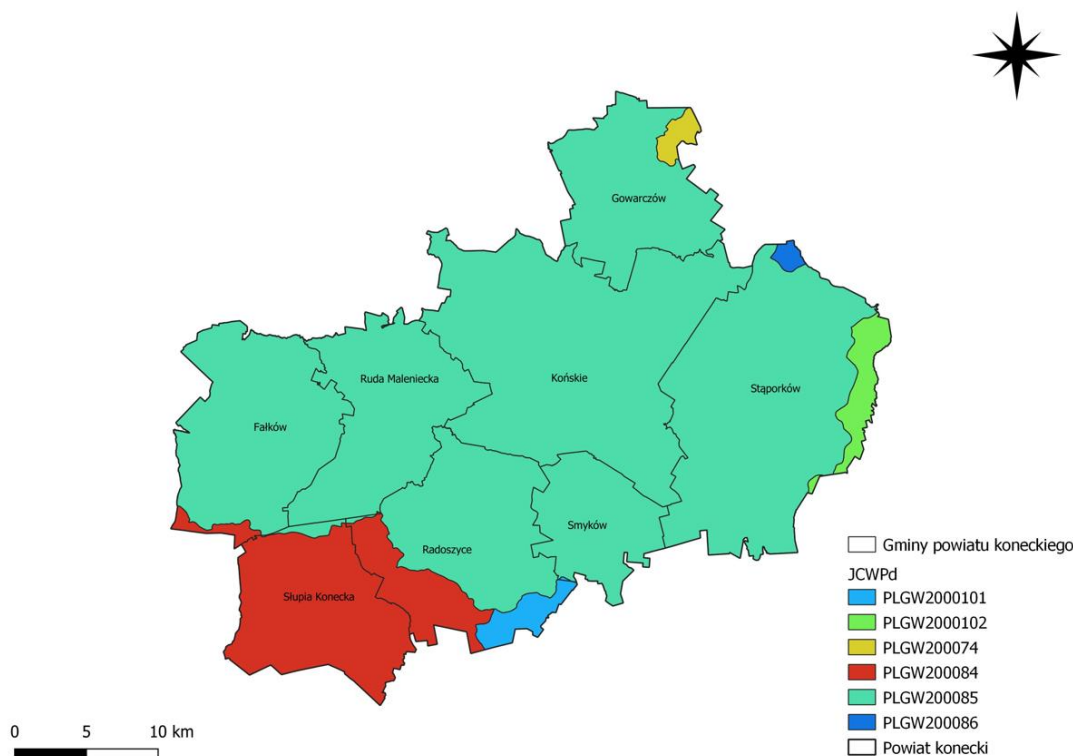 Gowarczów
Ruda Maleniecka
Końskie
Stąporków
Fałków
Smyków
Radoszyce
Słupia Konecka
Gminy powiatu koneckiego
JCWPd
PLGW2000101
PLGW2000102
PLGW200074
PLGW200084
PLGW200085
PLGW200086
Powiat konecki
0 5 10 km